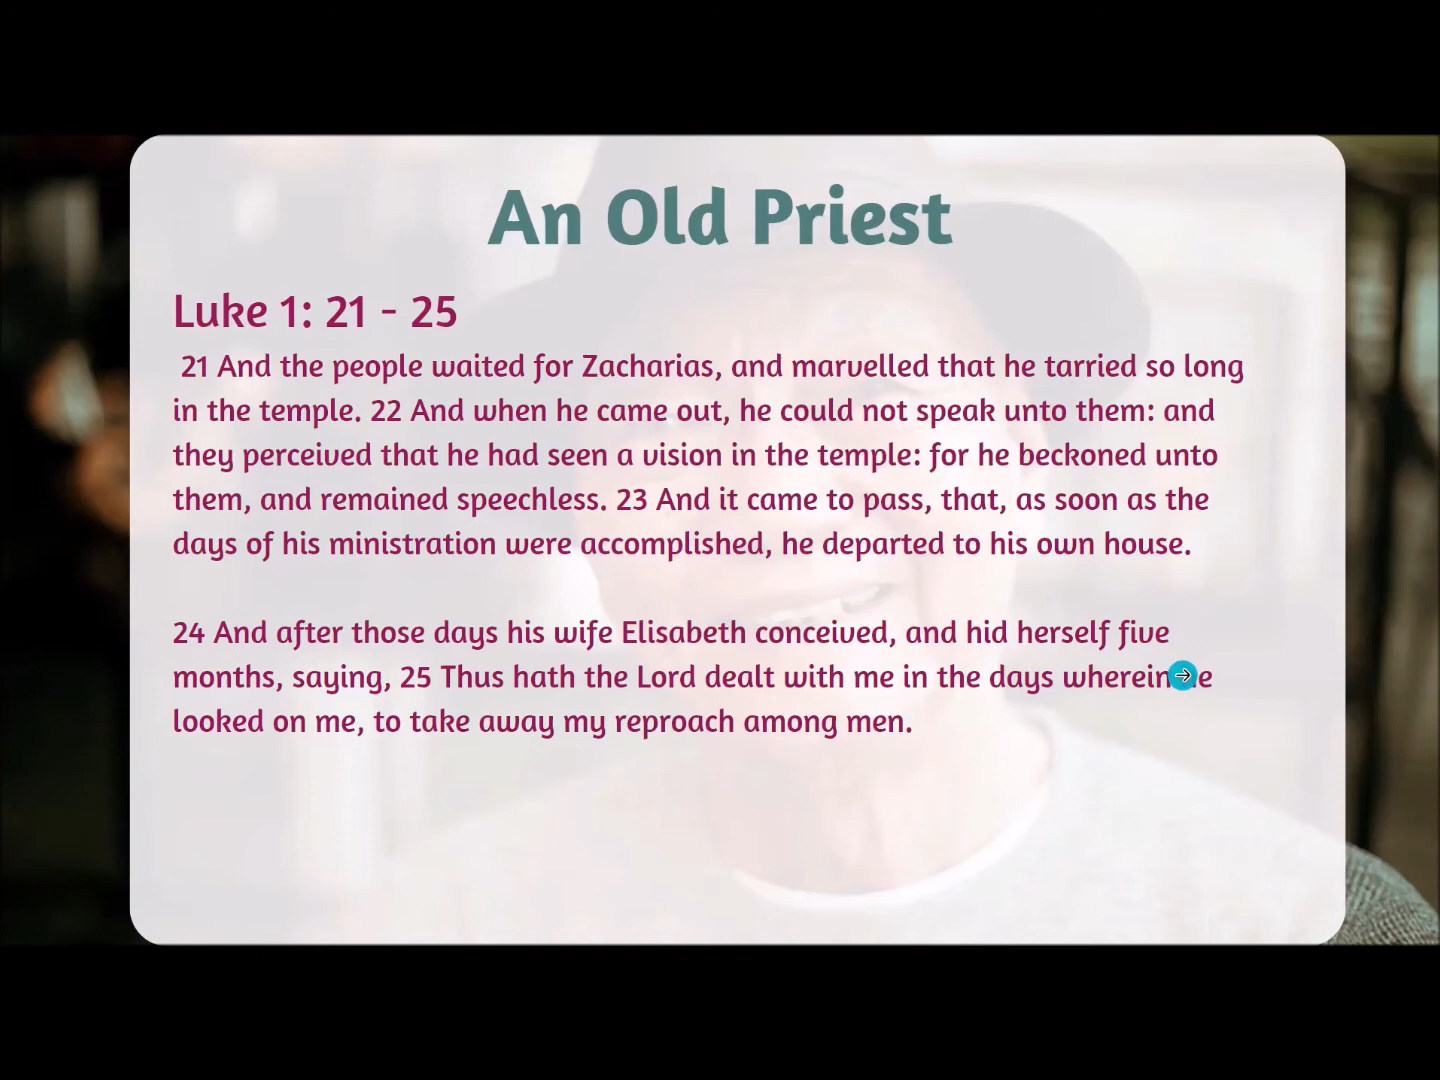 An Old Priest
Luke 1: 21 - 25
21 And the people waited for Zacharias, and marvelled that he tarried so long
in the temple. 22 And when he came out, he could not speak unto them: and
they perceived that he had seen a vision in the temple: for he beckoned unto
them, and remained speechless. 23 And it came to pass, that, as soon as the
days of his ministration were accomplished, he departed to his own house.
24 And after those days his wife Elisabeth conceived, and hid herself five
months, saying, 25 Thus hath the Lord dealt with me in the days wherein
looked on me, to take away my reproach among men.